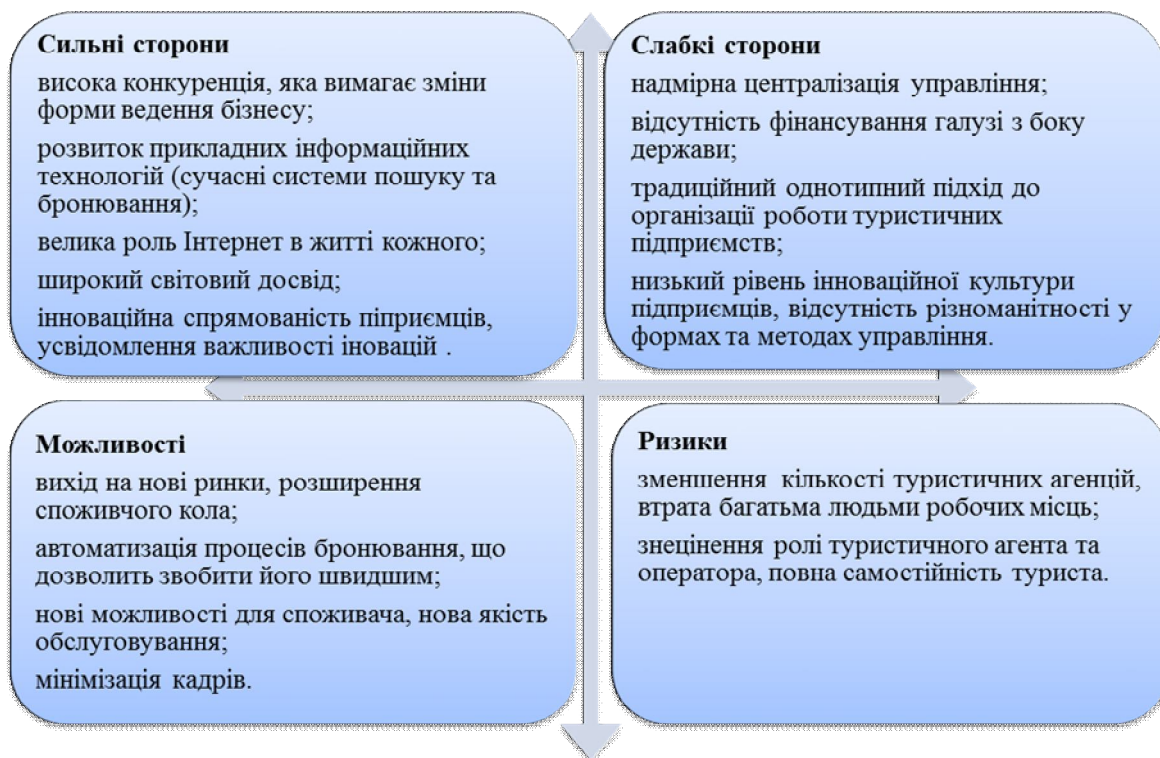 Сильні сторони
висока конкуренція, яка вимагає зміни
форми ведення бізнесу;
розвиток прикладних інформаційних
технологій (сучасні системи пошуку та
бронювання);
велика роль Інтернет в житті кожного;
широкий світовий досвід;
інноваційна спрямованість піприємців,
усвідомлення важливості іновацій .
Слабкі сторони
надмірна централізація управління;
відсутність фінансування галузі з боку
держави;
традиційний однотипний підхід до
організації роботи туристичних
підприємств;
низький рівень інноваційної культури
підприємців, відсутність різноманітності у
формах та методах управління.
Можливості
вихід на нові ринки, розширення
споживчого кола;
автоматизація процесів бронювання, що
дозволить звобити його швидшим;
нові можливості для споживача, нова якість
обслуговування;
мінімізація кадрів.
Ризики
зменшення кількості туристичних агенцій,
втрата багатьма людьми робочих місць;
знецінення ролі туристичного агента та
оператора, повна самостійність туриста.